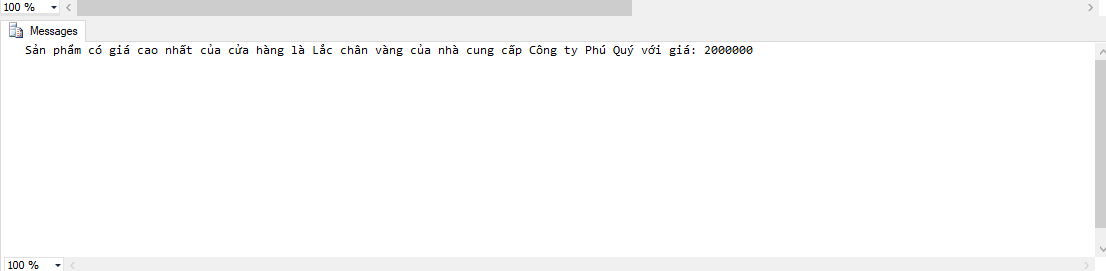 100 %
Messages
Sản phẩm có giá cao nhất của cửa hàng là Lắc chân vàng của nhà cung cấp Công ty Phú Quý với giá: 2000000
100 %